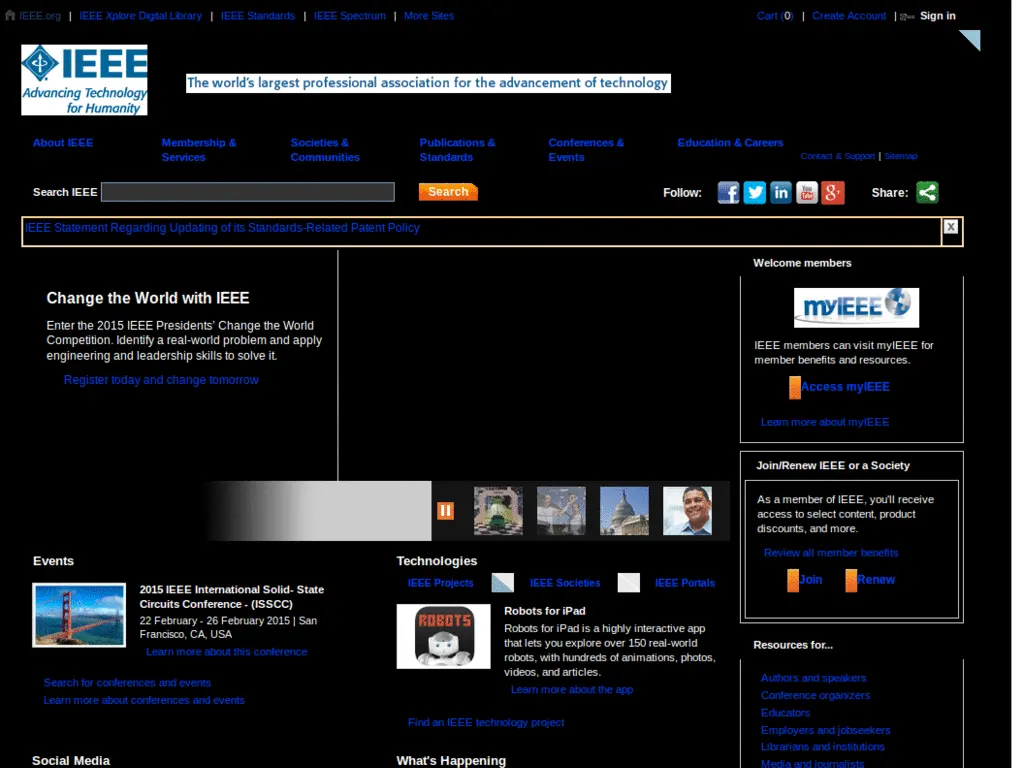 IEEE.org | IEEE Xplore Digital Library | IEEE Standards | IEEE Spectrum | More Sites
Cart (0) | Create Account | Sign in
IEEE
Advancing Technology
for Humanity
The world's largest professional association for the advancement of technology
About IEEE
Membership &
Services
Societies &
Communities
Publications &
Standards
Conferences &
Events
Education & Careers
Contact & Support | Sitemap
Search IEEE
Search
Follow:
f
in
You
Tube
g+
Share:
IEEE Statement Regarding Updating of its Standards-Related Patent Policy
X
Change the World with IEEE
Enter the 2015 IEEE Presidents' Change the World
Competition. Identify a real-world problem and apply
engineering and leadership skills to solve it.
Register today and change tomorrow
Welcome members
myIEEE
IEEE members can visit myIEEE for
member benefits and resources.
Access myIEEE
Learn more about myIEEE
Join/Renew IEEE or a Society
As a member of IEEE, you'll receive
access to select content, product
discounts, and more.
Review all member benefits
Join
Renew
Events
2015 IEEE International Solid- State
Circuits Conference - (ISSCC)
22 February - 26 February 2015 | San
Francisco, CA, USA
Learn more about this conference
Search for conferences and events
Learn more about conferences and events
Technologies
IEEE Projects
IEEE Societies
IEEE Portals
ROBOTS
Robots for iPad
Robots for iPad is a highly interactive app
that lets you explore over 150 real-world
robots, with hundreds of animations, photos,
videos, and articles.
Learn more about the app
Find an IEEE technology project
Resources for...
Authors and speakers
Conference organizers
Educators
Employers and jobseekers
Librarians and institutions
Media and journalists
Social Media
What's Happening